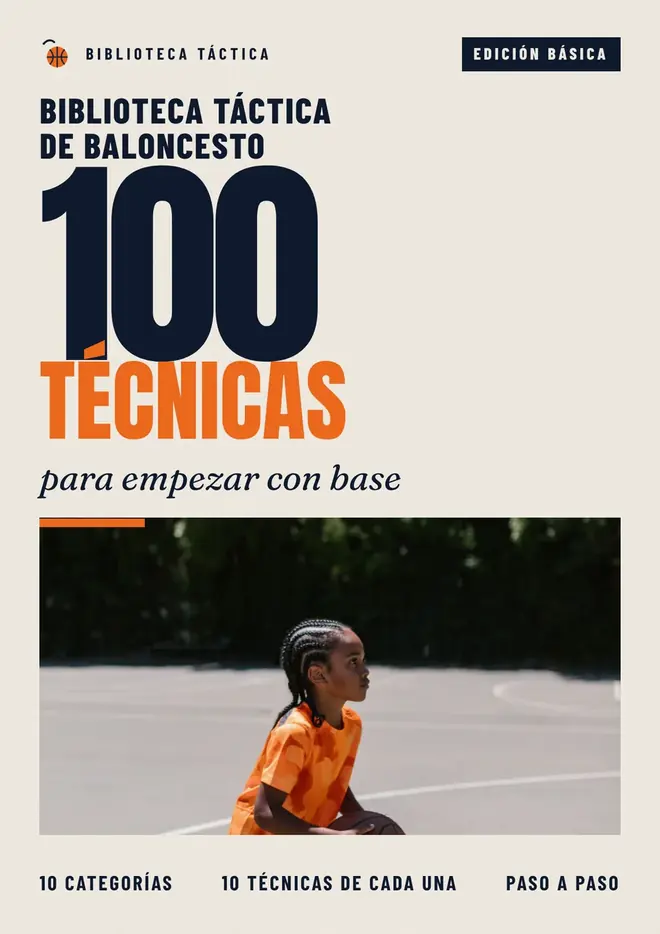 BIBLIOTECA TÁCTICA
EDICIÓN BÁSICA
BIBLIOTECA TÁCTICA
DE BALONCESTO
100
TÉCNICAS
para empezar con base
10 CATEGORÍAS
10 TÉCNICAS DE CADA UNA
PASO A PASO